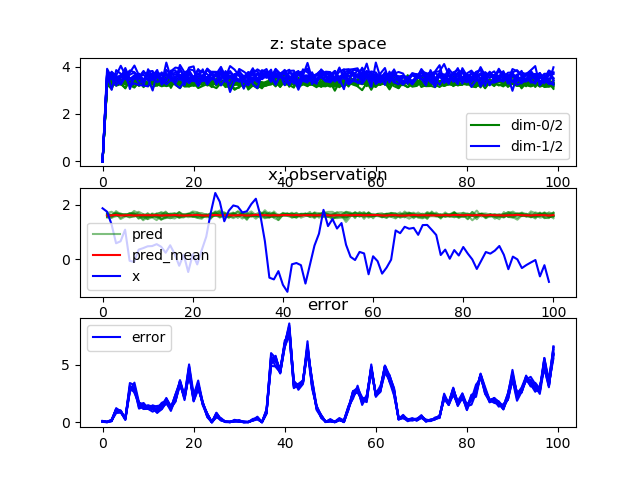 z: state space
4
2
0
dim-0/2
dim-1/2
0 20 40 60 80 100
x: observation
2
0
pred
pred_mean
x
0 20 40 60 80 100
error
5
0
error
0 20 40 60 80 100